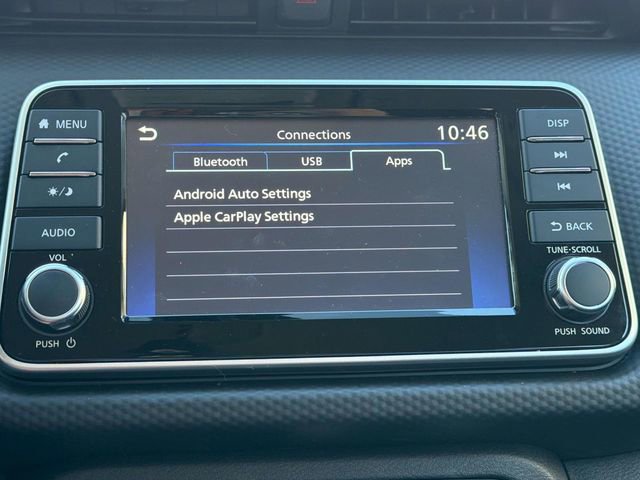 MENU
DISP
Connections
10:46
Bluetooth
USB
Apps
Android Auto Settings
Apple CarPlay Settings
AUDIO
BACK
VOL
TUNE·SCROLL
PUSH
PUSH SOUND